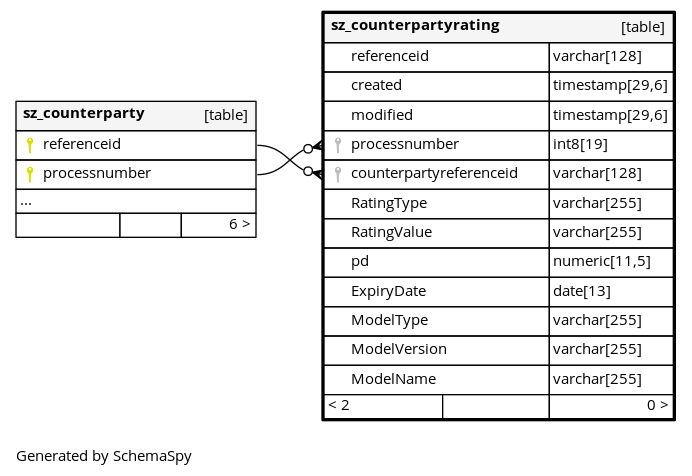 sz_counterparty [table]
referenceid
processnumber
...
6 >
sz_counterpartyrating [table]
referenceid varchar[128]
created timestamp[29,6]
modified timestamp[29,6]
processnumber int8[19]
counterpartyreferenceid varchar[128]
RatingType varchar[255]
RatingValue varchar[255]
pd numeric[11,5]
ExpiryDate date[13]
ModelType varchar[255]
ModelVersion varchar[255]
ModelName varchar[255]
< 2 0 >
Generated by SchemaSpy